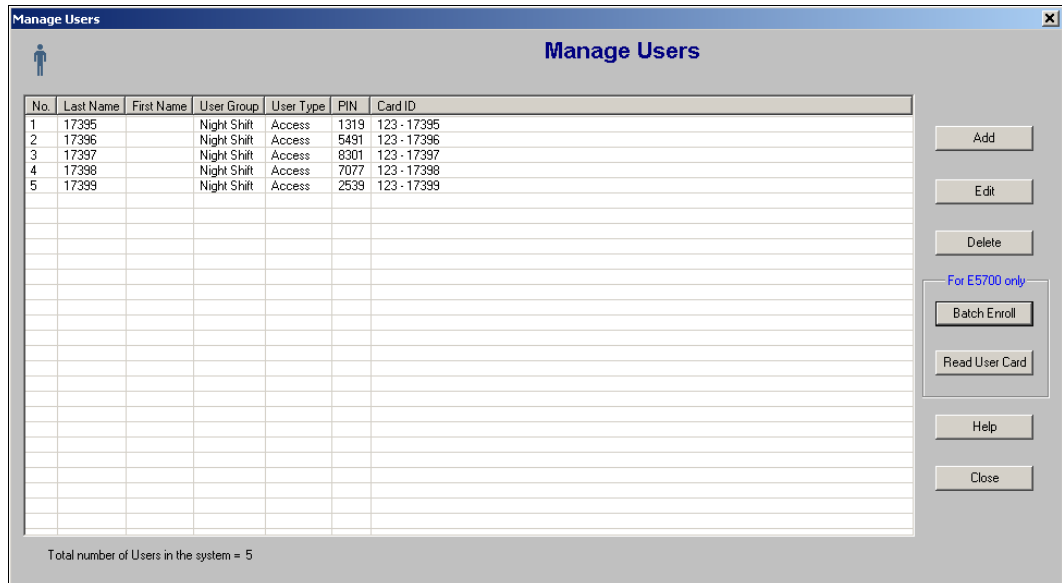 Manage Users
Manage Users
No. Last Name First Name User Group User Type PIN Card ID
1 17395 Night Shift Access 1319 123 - 17395
2 17396 Night Shift Access 5491 123 - 17396
3 17397 Night Shift Access 8301 123 - 17397
4 17398 Night Shift Access 7077 123 - 17398
5 17399 Night Shift Access 2539 123 - 17399
Add
Edit
Delete
For E5700 only
Batch Enroll
Read User Card
Help
Close
Total number of Users in the system = 5